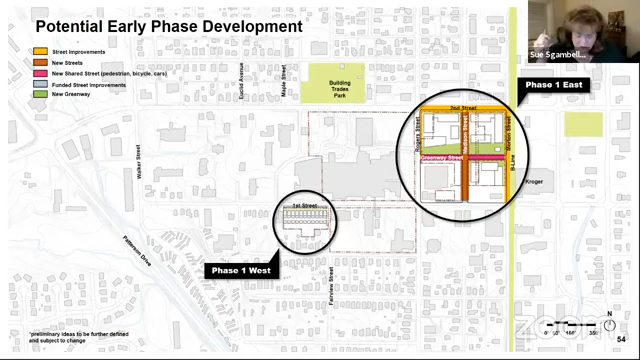 Potential Early Phase Development
Sue Sgambell...
Street Improvements
New Streets
New Shared Street (pedestrian, bicycle, cars)
Funded Street Improvements
New Greenway
Euclid Avenue
Maple Street
Building
Trades
Park
Phase 1 East
2nd Street
Rogers Street
Madison Street
Morton Street
Greenway Street
B-Line
Kroger
Walker Street
1st Street
Patterson Drive
Phase 1 West
Fairview Street
*preliminary ideas to be further defined
and subject to change
N
zoom
54